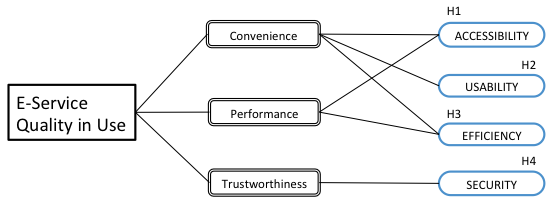 E-Service
Quality in Use
Convenience
Performance
Trustworthiness
H1
ACCESSIBILITY
H2
USABILITY
H3
EFFICIENCY
H4
SECURITY